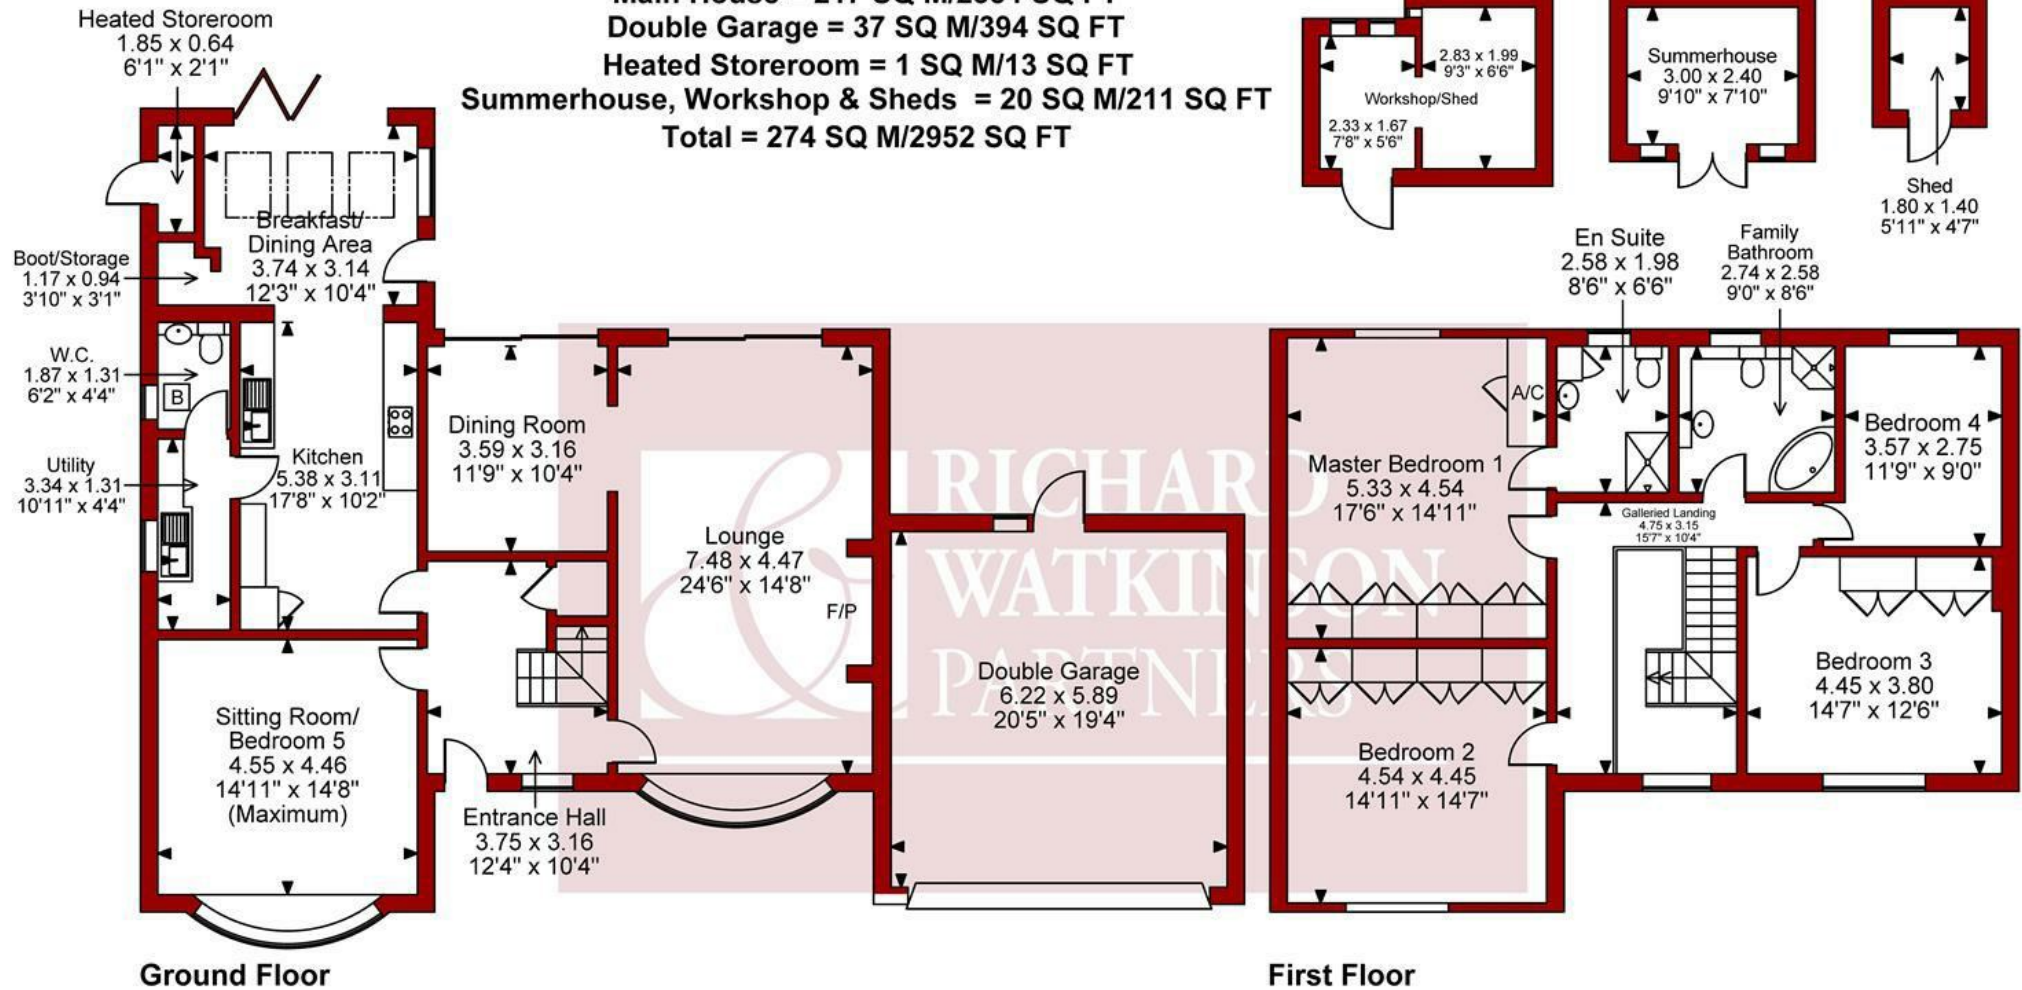 Double Garage = 37 SQ M/394 SQ FT
Heated Storeroom = 1 SQ M/13 SQ FT
Summerhouse, Workshop & Sheds = 20 SQ M/211 SQ FT
Total = 274 SQ M/2952 SQ FT
Heated Storeroom
1.85 x 0.64
6'1" x 2'1"
Breakfast/
Dining Area
3.74 x 3.14
12'3" x 10'4"
Boot/Storage
1.17 x 0.94
3'10" x 3'1"
W.C.
1.87 x 1.31
6'2" x 4'4"
B
Utility
3.34 x 1.31
10'11" x 4'4"
Kitchen
5.38 x 3.11
17'8" x 10'2"
Dining Room
3.59 x 3.16
11'9" x 10'4"
Lounge
7.48 x 4.47
24'6" x 14'8"
F/P
Sitting Room/
Bedroom 5
4.55 x 4.46
14'11" x 14'8"
(Maximum)
Entrance Hall
3.75 x 3.16
12'4" x 10'4"
Double Garage
6.22 x 5.89
20'5" x 19'4"
Ground Floor
2.83 x 1.99
9'3" x 6'6"
Workshop/Shed
2.33 x 1.67
7'8" x 5'6"
Summerhouse
3.00 x 2.40
9'10" x 7'10"
Shed
1.80 x 1.40
5'11" x 4'7"
En Suite
2.58 x 1.98
8'6" x 6'6"
Family
Bathroom
2.74 x 2.58
9'0" x 8'6"
A/C
Master Bedroom 1
5.33 x 4.54
17'6" x 14'11"
Bedroom 4
3.57 x 2.75
11'9" x 9'0"
Galleried Landing
4.75 x 3.15
15'7" x 10'4"
Bedroom 3
4.45 x 3.80
14'7" x 12'6"
Bedroom 2
4.54 x 4.45
14'11" x 14'7"
First Floor
&
RICHARD
WATKINSON
PARTNERS